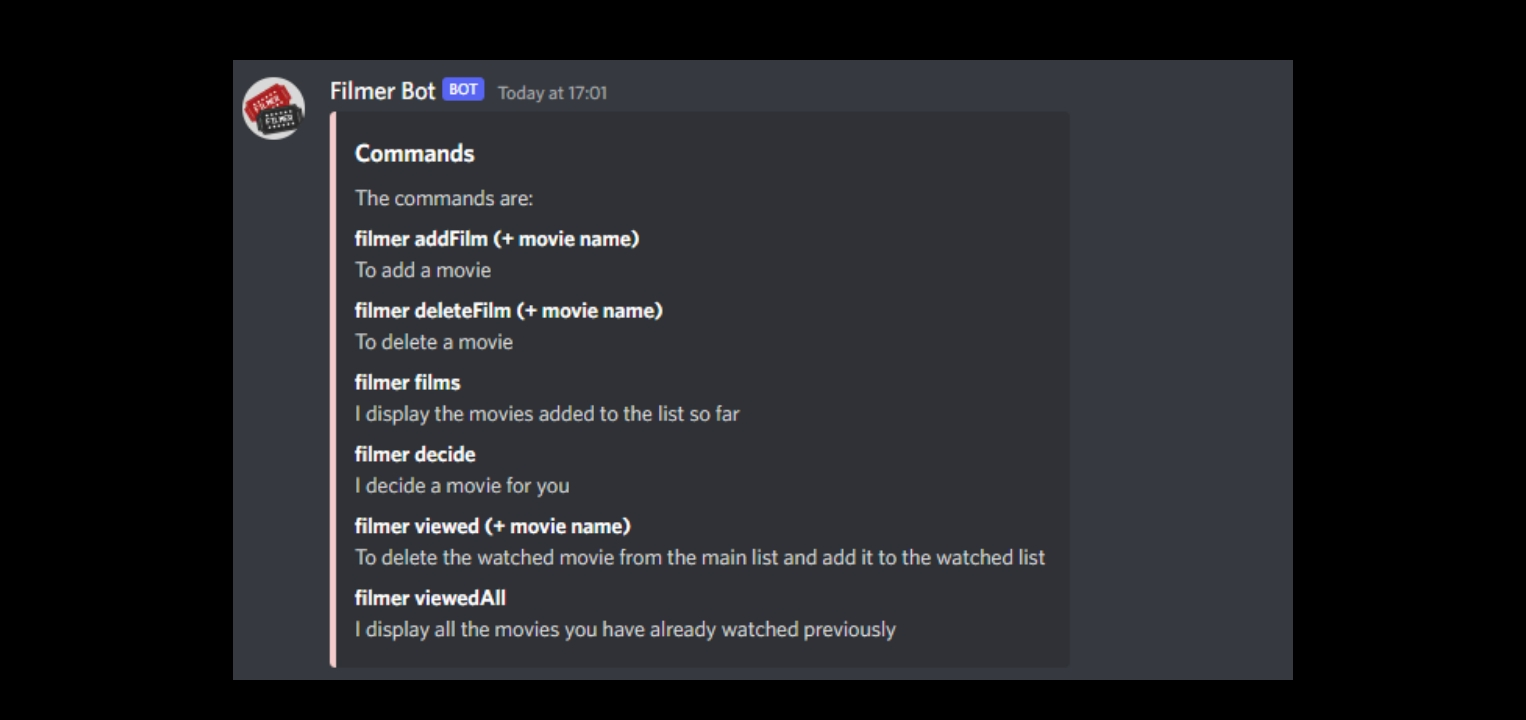 Filmer Bot BOT Today at 17:01
FILMER
FILMER
Commands
The commands are:
filmer addFilm (+ movie name)
To add a movie
filmer deleteFilm (+ movie name)
To delete a movie
filmer films
I display the movies added to the list so far
filmer decide
I decide a movie for you
filmer viewed (+ movie name)
To delete the watched movie from the main list and add it to the watched list
filmer viewedAll
I display all the movies you have already watched previously